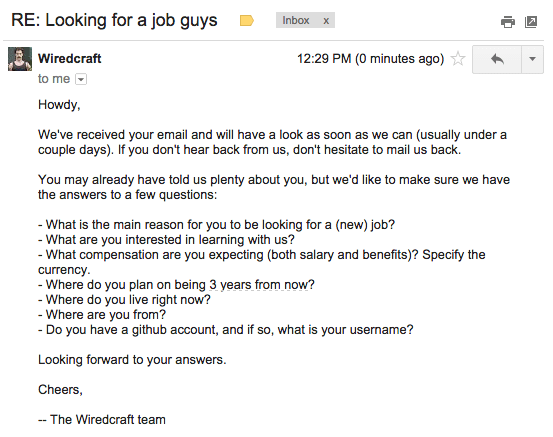 RE: Looking for a job guys
Inbox x
Wiredcraft
12:29 PM (0 minutes ago)
to me
Howdy,
We've received your email and will have a look as soon as we can (usually under a
couple days). If you don't hear back from us, don't hesitate to mail us back.
You may already have told us plenty about you, but we'd like to make sure we have
the answers to a few questions:
- What is the main reason for you to be looking for a (new) job?
- What are you interested in learning with us?
- What compensation are you expecting (both salary and benefits)? Specify the
currency.
- Where do you plan on being 3 years from now?
- Where do you live right now?
- Where are you from?
- Do you have a github account, and if so, what is your username?
Looking forward to your answers.
Cheers,
-- The Wiredcraft team